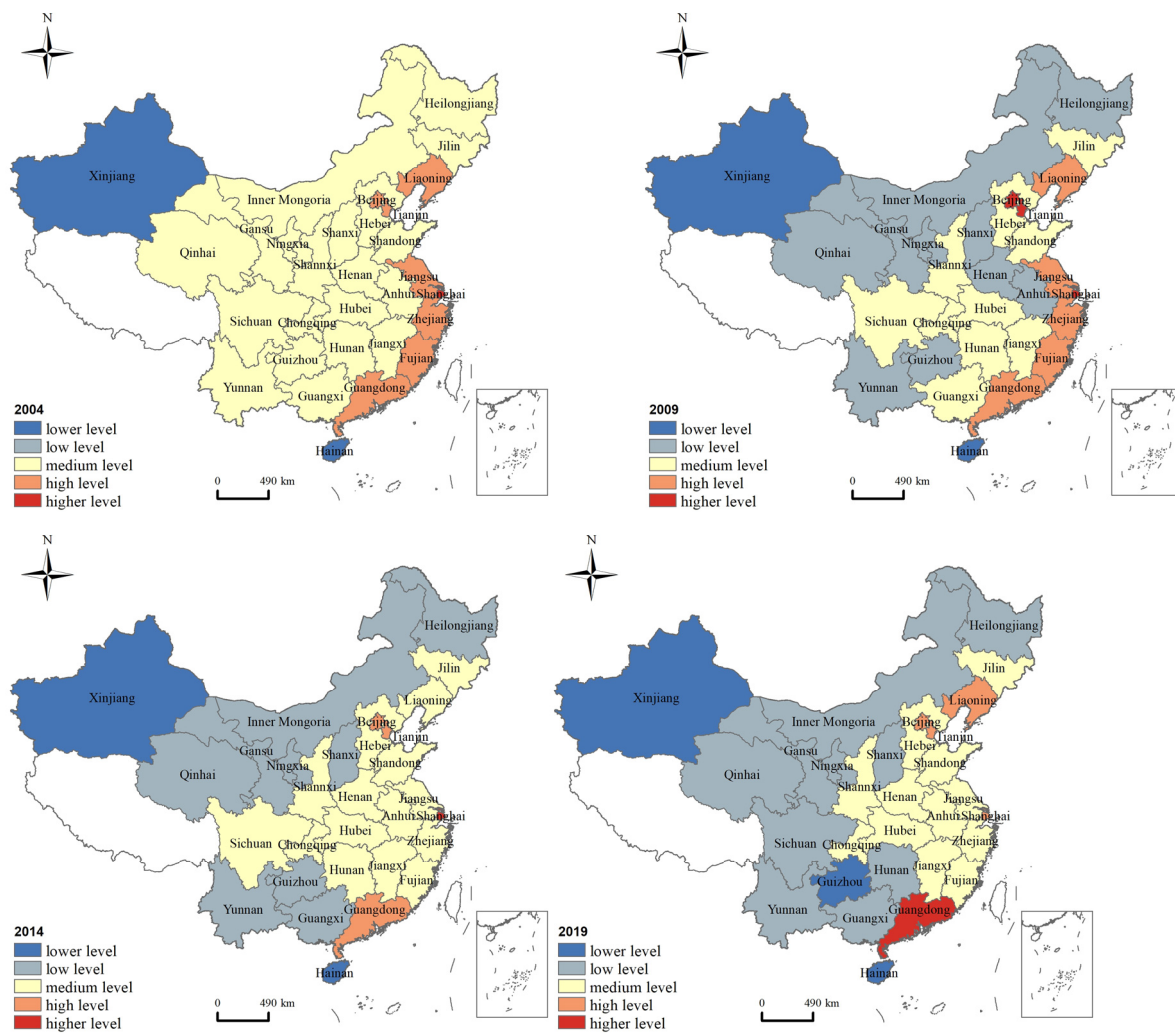 N
Heilongjiang
Jilin
Liaoning
Xinjiang
Inner Mongoria
Beijing
Tianjin
Hebei
Gansu
Shanxi
Ningxia
Shandong
Qinhai
Shannxi
Henan
Jiangsu
Anhui Shanghai
Hubei
Sichuan
Chongqing
Zhejiang
Hunan
Jiangxi
Guizhou
Fujian
Yunnan
Guangdong
Guangxi
Hainan
2004
lower level
low level
medium level
high level
higher level
0 490 km
N
Heilongjiang
Jilin
Liaoning
Xinjiang
Inner Mongoria
Beijing
Tianjin
Hebei
Gansu
Shanxi
Ningxia
Shandong
Qinhai
Shannxi
Henan
Jiangsu
Anhui Shanghai
Hubei
Sichuan
Chongqing
Zhejiang
Hunan
Jiangxi
Guizhou
Fujian
Yunnan
Guangdong
Guangxi
Hainan
2009
lower level
low level
medium level
high level
higher level
0 490 km
N
Heilongjiang
Jilin
Liaoning
Xinjiang
Inner Mongoria
Beijing
Tianjin
Hebei
Gansu
Shanxi
Ningxia
Shandong
Qinhai
Shannxi
Henan
Jiangsu
Anhui Shanghai
Hubei
Sichuan
Chongqing
Zhejiang
Hunan
Jiangxi
Guizhou
Fujian
Yunnan
Guangdong
Guangxi
Hainan
2014
lower level
low level
medium level
high level
higher level
0 490 km
N
Heilongjiang
Jilin
Liaoning
Xinjiang
Inner Mongoria
Beijing
Tianjin
Hebei
Gansu
Shanxi
Ningxia
Shandong
Qinhai
Shannxi
Henan
Jiangsu
Anhui Shanghai
Hubei
Sichuan
Chongqing
Zhejiang
Hunan
Jiangxi
Guizhou
Fujian
Yunnan
Guangdong
Guangxi
Hainan
2019
lower level
low level
medium level
high level
higher level
0 490 km